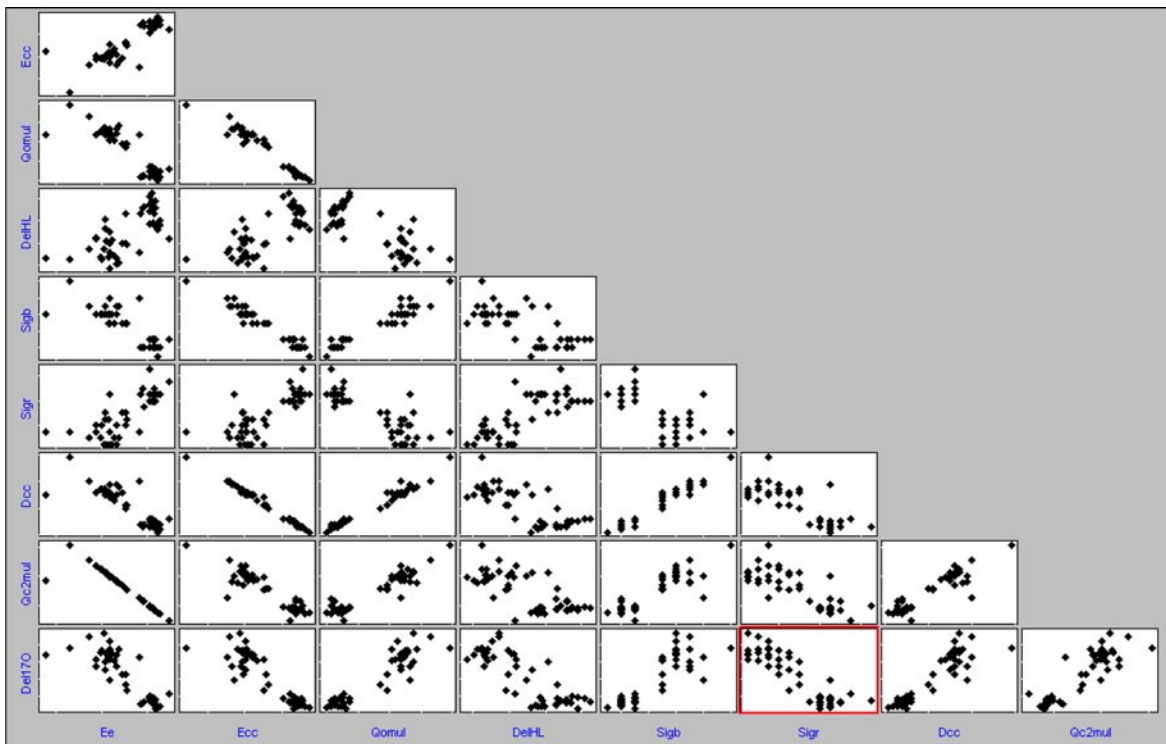 Ecc
Qomul
DelHL
Sigb
Sigr
Dcc
Qc2mul
Del17O
Ee Ecc Qomul DelHL Sigb Sigr Dcc Qc2mul